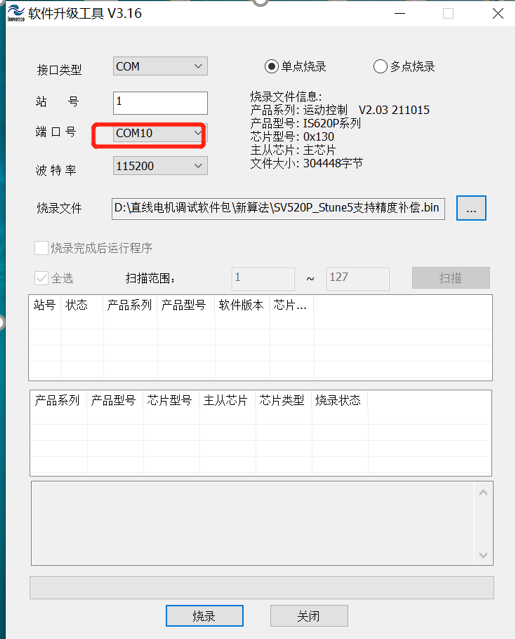 inovance
软件升级工具 V3.16
接口类型
COM
单点烧录
多点烧录
站 号
1
端 口 号
COM10
波 特 率
115200
烧录文件信息:
产品系列: 运动控制 V2.03 211015
产品型号: IS620P系列
芯片型号: 0x130
主从芯片: 主芯片
文件大小: 304448字节
烧录文件
D:\直线电机调试软件包\新算法\SV520P_Stune5支持精度补偿.bin
...
烧录完成后运行程序
全选
扫描范围:
1
~
127
扫描
站号 状态 产品系列 产品型号 软件版本 芯片...
产品系列 产品型号 芯片型号 主从芯片 芯片类型 烧录状态
烧录
关闭